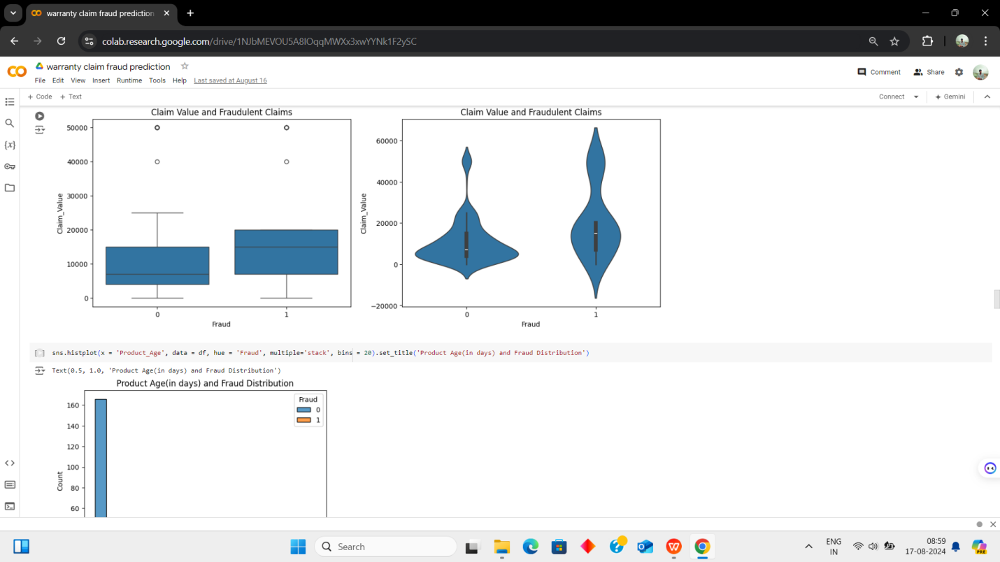 warranty claim fraud prediction
colab.research.google.com/drive/1NJbMEVOU5A8IOqqMWXx3xwYYNk1F2ySC
warranty claim fraud prediction
File Edit View Insert Runtime Tools Help Last saved at August 16
Comment Share
+ Code + Text
Connect Gemini
Claim Value and Fraudulent Claims
50000
40000
30000
20000
10000
0
Claim_Value
0 1
Fraud
Claim Value and Fraudulent Claims
60000
40000
20000
0
−20000
Claim_Value
0 1
Fraud
[ ] sns.histplot(x = 'Product_Age', data = df, hue = 'Fraud', multiple='stack', bins = 20).set_title('Product Age(in days) and Fraud Distribution')
Text(0.5, 1.0, 'Product Age(in days) and Fraud Distribution')
Product Age(in days) and Fraud Distribution
160
140
120
100
80
60
Count
Fraud
0
1
{x}
Search
ENG
IN
08:59
17-08-2024
PRE